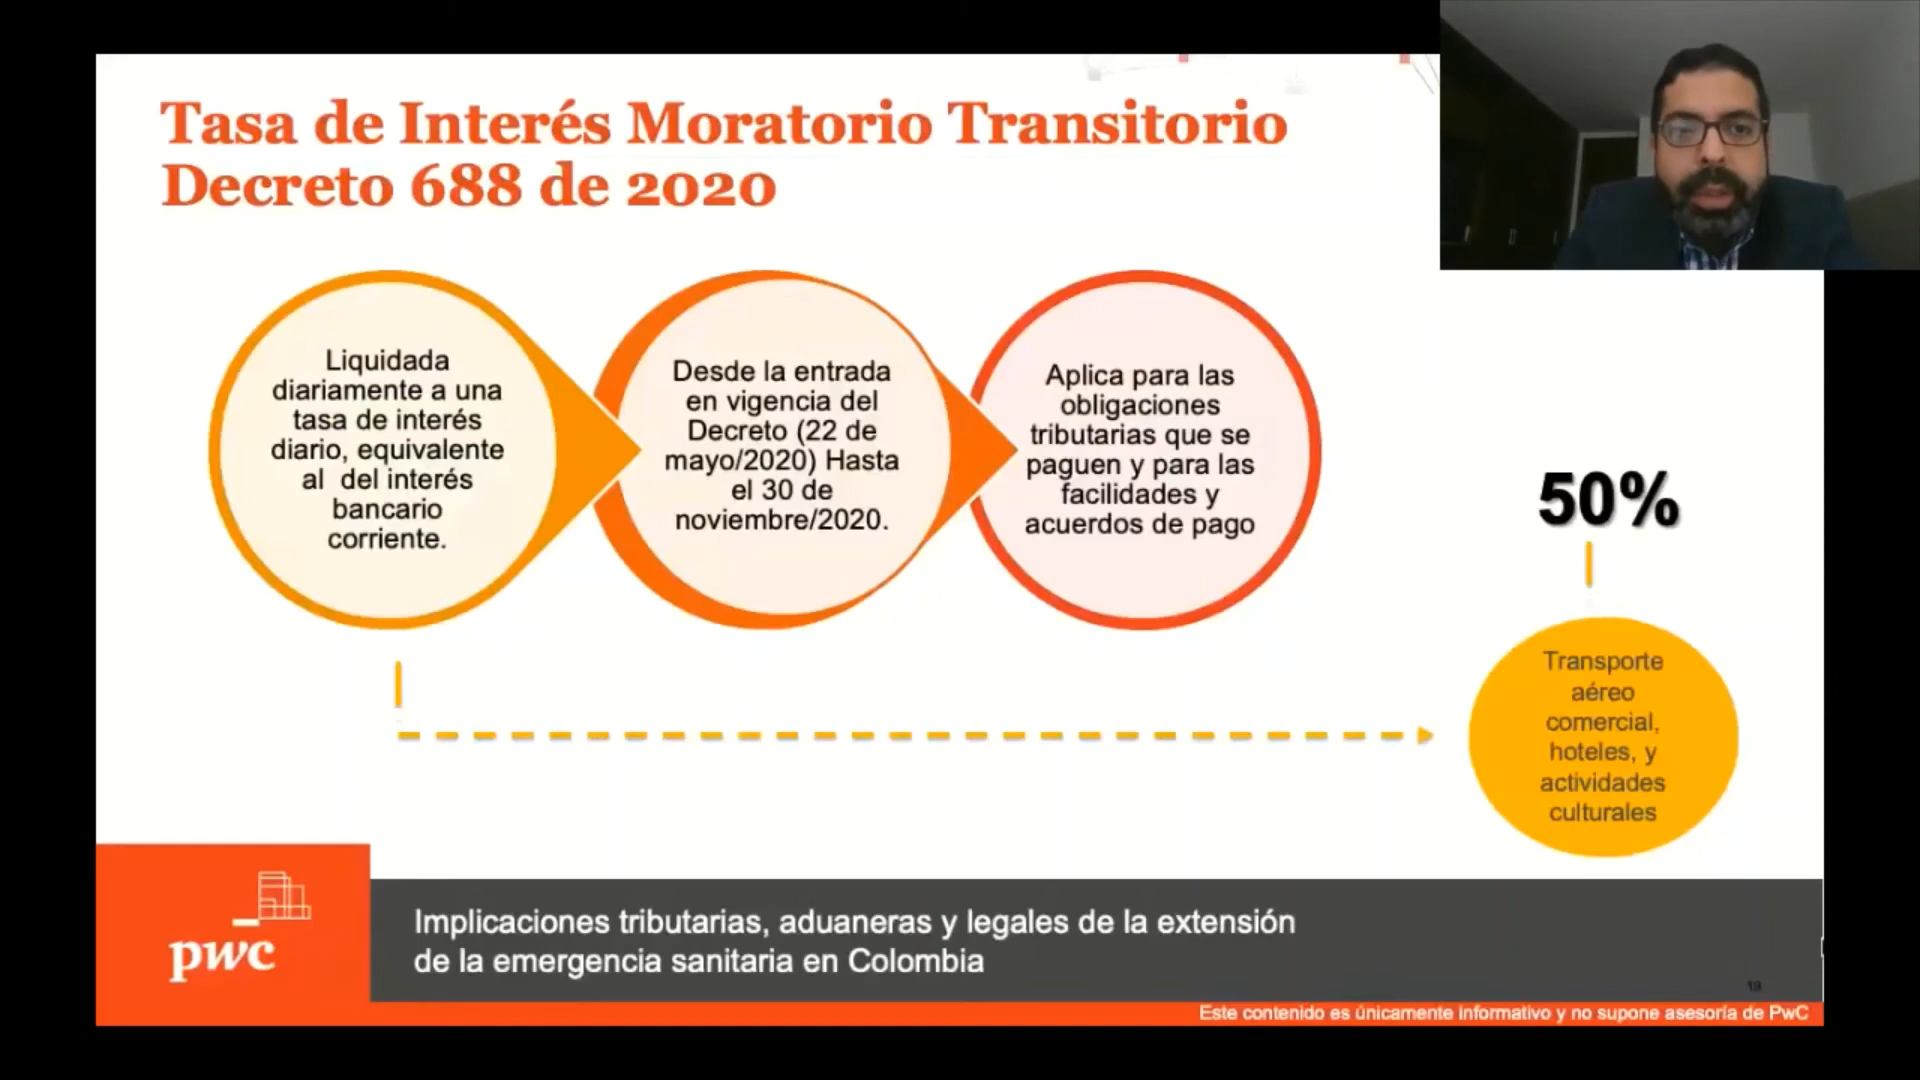 Tasa de Interés Moratorio Transitorio
Decreto 688 de 2020
Liquidada
diariamente a una
tasa de interés
diario, equivalente
al del interés
bancario
corriente.
Desde la entrada
en vigencia del
Decreto (22 de
mayo/2020) Hasta
el 30 de
noviembre/2020.
Aplica para las
obligaciones
tributarias que se
paguen y para las
facilidades y
acuerdos de pago
50%
Transporte
aéreo
comercial,
hoteles, y
actividades
culturales
pwc
Implicaciones tributarias, aduaneras y legales de la extensión
de la emergencia sanitaria en Colombia
19
Este contenido es únicamente informativo y no supone asesoría de PwC